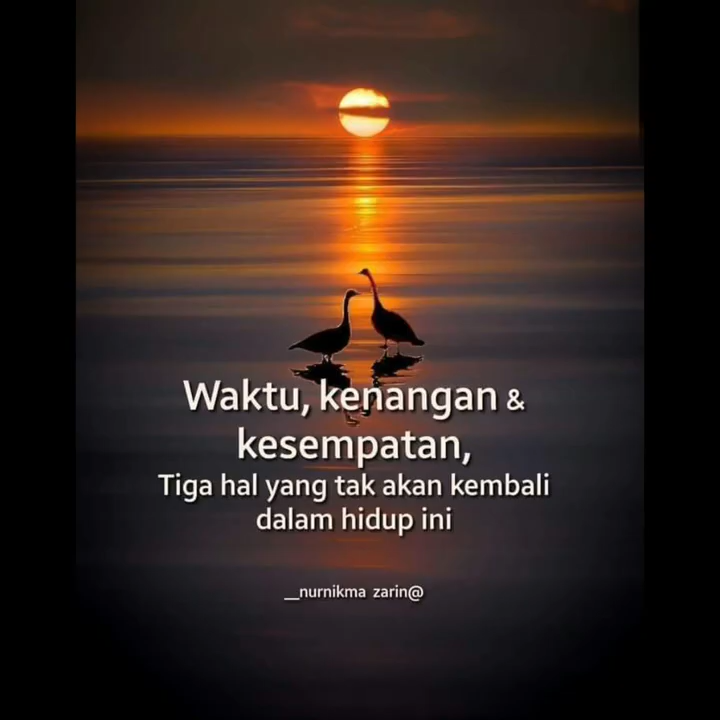 Waktu, kenangan &
kesempatan,
Tiga hal yang tak akan kembali
dalam hidup ini
__nurnikma zarin@